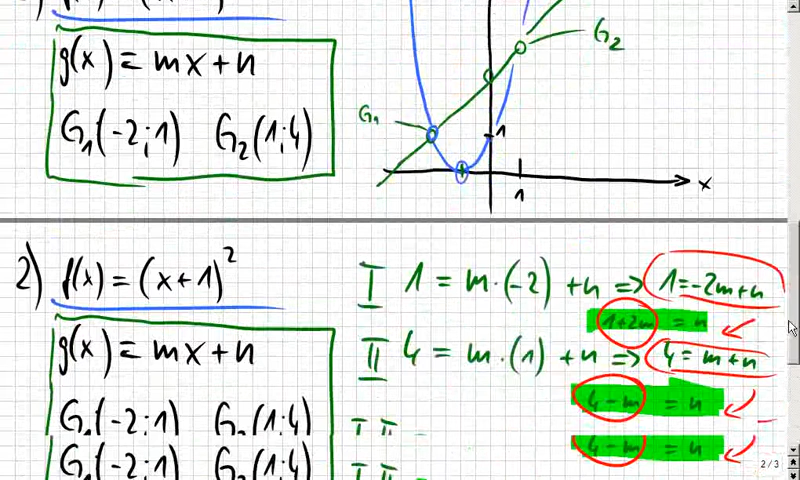 g(x) = mx + n
G₁(-2;1) G₂(1;4)
G₂
G₁
1
x
1
2) f(x) = (x+1)²
g(x) = mx + n
G₁(-2;1) G₂(1;4)
G₁(-2;1) G₂(1;4)
I 1 = m·(-2) + n => 1 = -2m + n
1+2m = n
II 4 = m·(1) + n => 4 = m + n
4-m = n
4-m = n
2/3